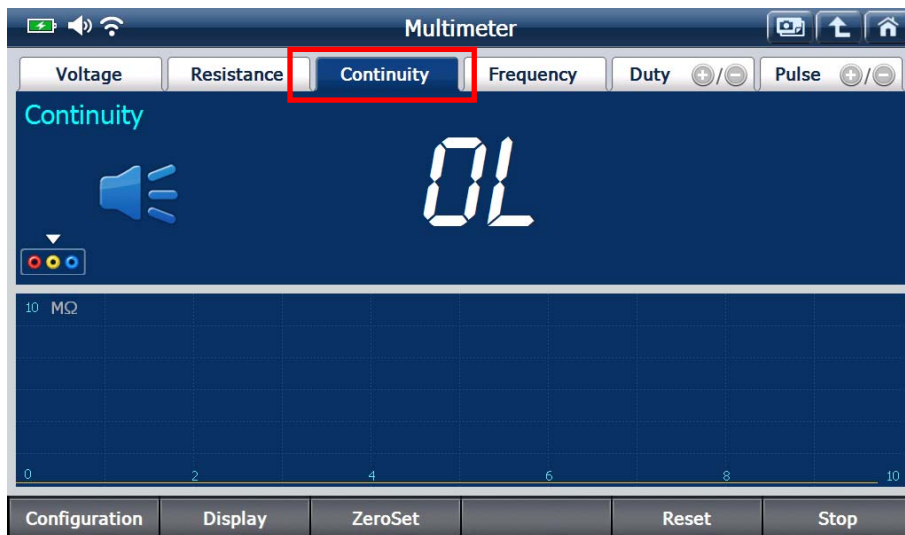 Multimeter
Voltage Resistance Continuity Frequency Duty +/- Pulse +/-
Continuity
OL
10 MΩ
0 2 4 6 8 10
Configuration Display ZeroSet Reset Stop